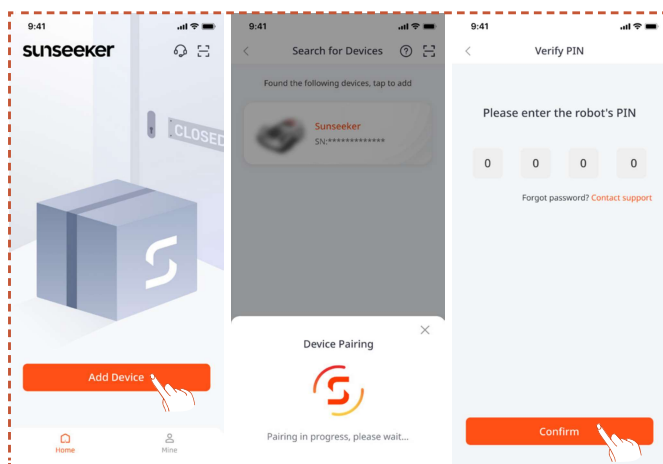 9:41
sunseeker
CLOSED
Add Device
Home
Mine
9:41
Search for Devices
Found the following devices, tap to add
Sunseeker
SN:*************
Device Pairing
Pairing in progress, please wait...
9:41
Verify PIN
Please enter the robot's PIN
0 0 0 0
Forgot password? Contact support
Confirm